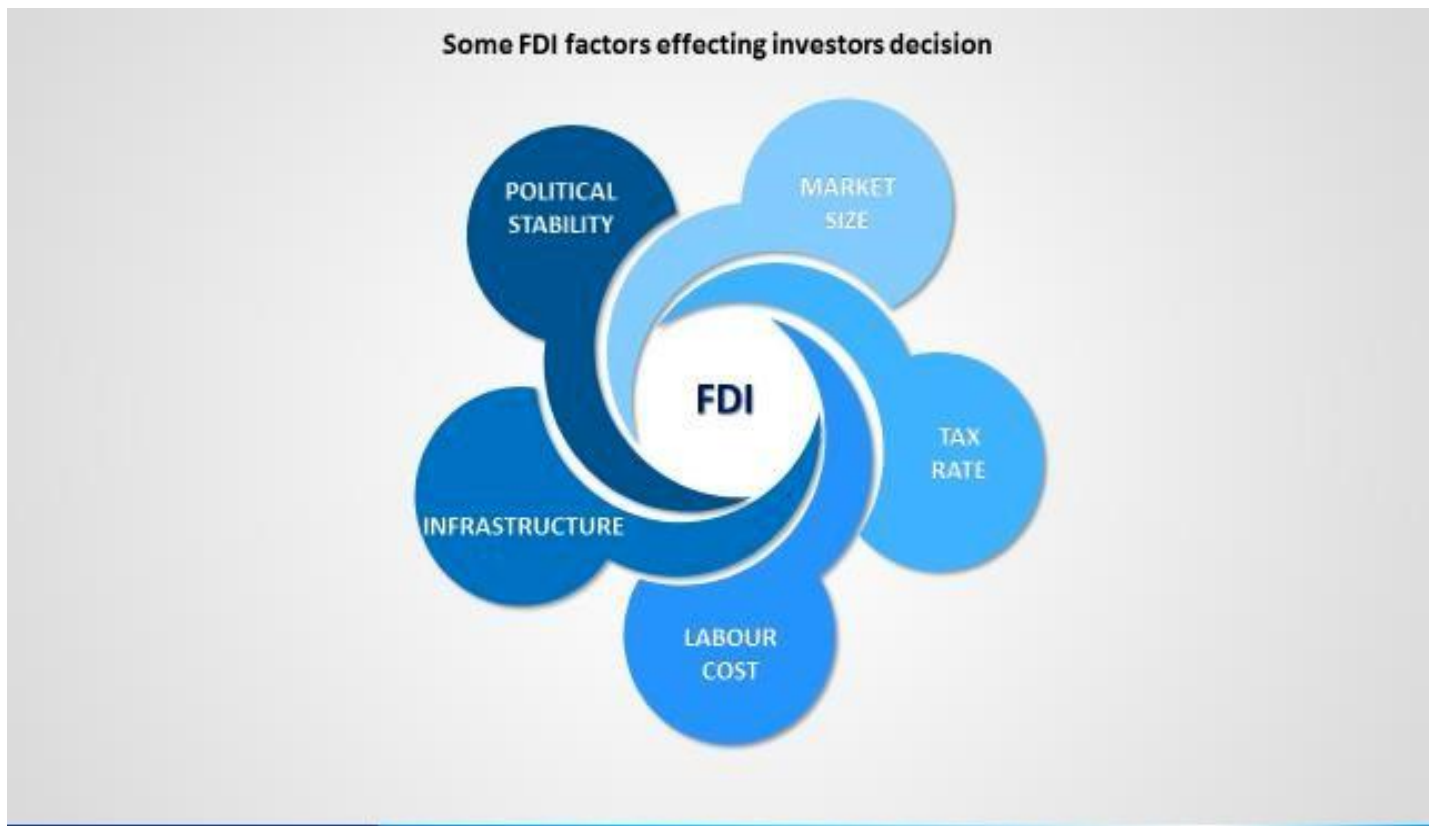 Some FDI factors effecting investors decision
POLITICAL
STABILITY
MARKET
SIZE
FDI
TAX
RATE
INFRASTRUCTURE
LABOUR
COST